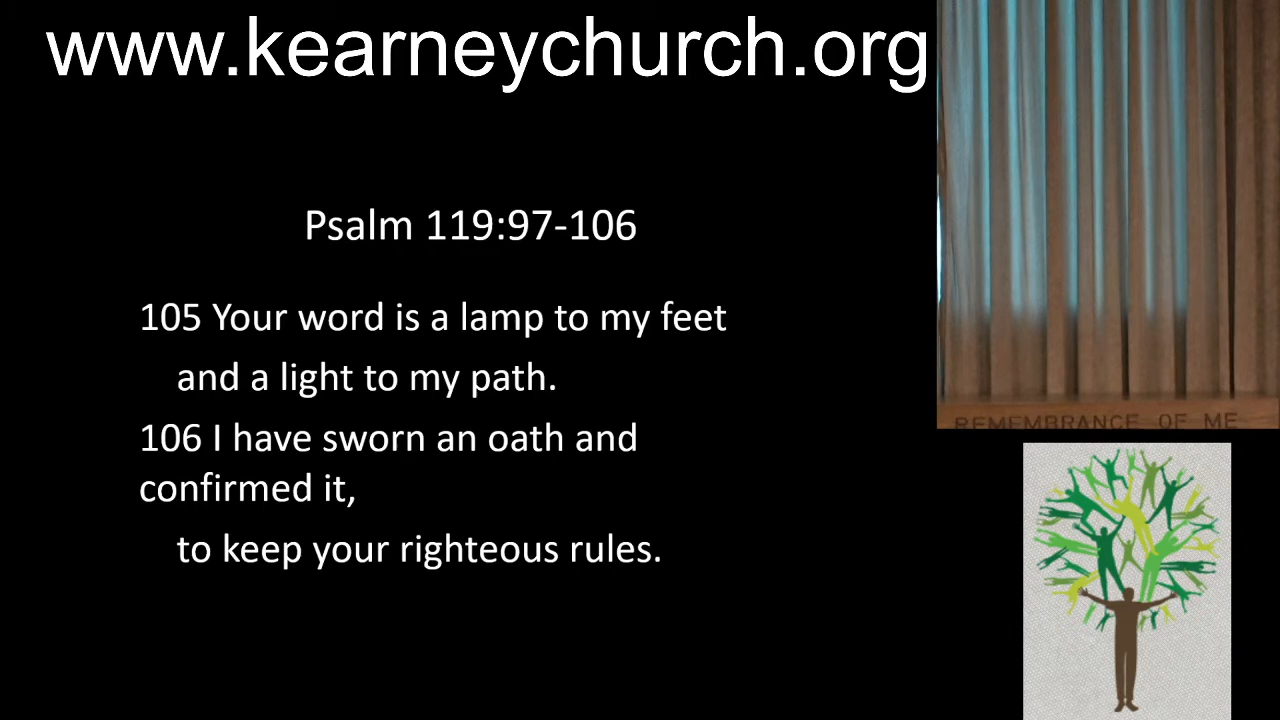 www.kearneychurch.org
Psalm 119:97-106
105 Your word is a lamp to my feet
and a light to my path.
106 I have sworn an oath and
confirmed it,
to keep your righteous rules.
REMEMBRANCE OF ME